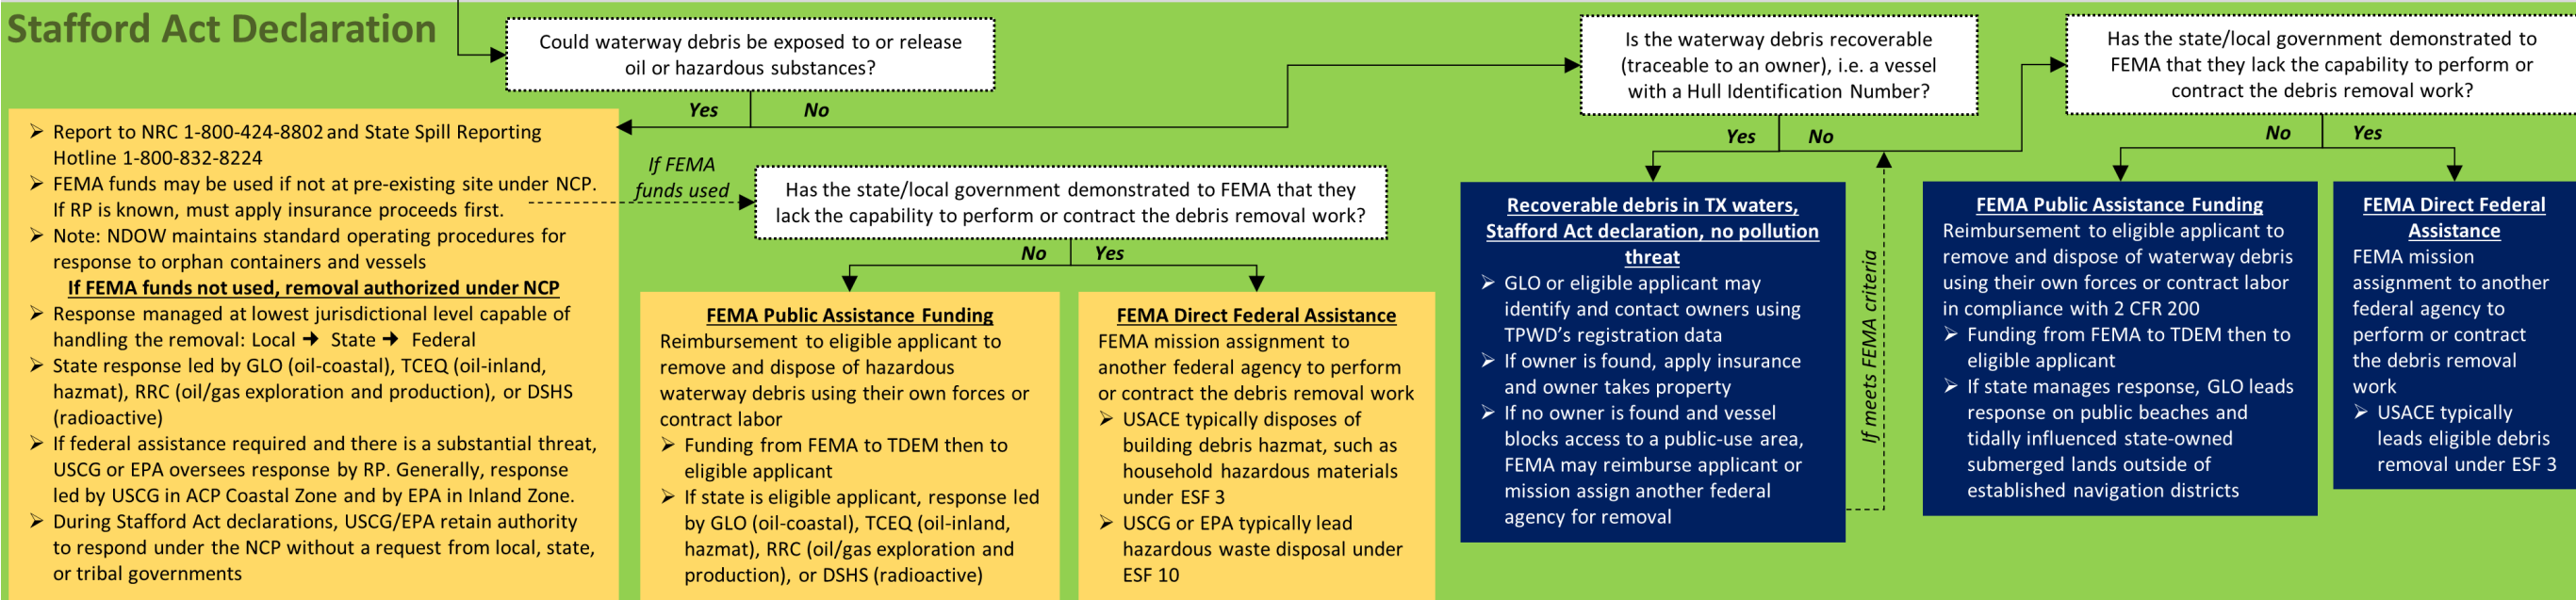 Stafford Act Declaration
Could waterway debris be exposed to or release
oil or hazardous substances?
Yes
No
➢ Report to NRC 1-800-424-8802 and State Spill Reporting
Hotline 1-800-832-8224
➢ FEMA funds may be used if not at pre-existing site under NCP.
If RP is known, must apply insurance proceeds first.
➢ Note: NDOW maintains standard operating procedures for
response to orphan containers and vessels
If FEMA funds not used, removal authorized under NCP
➢ Response managed at lowest jurisdictional level capable of
handling the removal: Local ➔ State ➔ Federal
➢ State response led by GLO (oil-coastal), TCEQ (oil-inland,
hazmat), RRC (oil/gas exploration and production), or DSHS
(radioactive)
➢ If federal assistance required and there is a substantial threat,
USCG or EPA oversees response by RP. Generally, response
led by USCG in ACP Coastal Zone and by EPA in Inland Zone.
➢ During Stafford Act declarations, USCG/EPA retain authority
to respond under the NCP without a request from local, state,
or tribal governments
If FEMA
funds used
Has the state/local government demonstrated to FEMA that they
lack the capability to perform or contract the debris removal work?
No
Yes
FEMA Public Assistance Funding
Reimbursement to eligible applicant to
remove and dispose of hazardous
waterway debris using their own forces or
contract labor
➢ Funding from FEMA to TDEM then to
eligible applicant
➢ If state is eligible applicant, response led
by GLO (oil-coastal), TCEQ (oil-inland,
hazmat), RRC (oil/gas exploration and
production), or DSHS (radioactive)
FEMA Direct Federal Assistance
FEMA mission assignment to
another federal agency to perform
or contract the debris removal work
➢ USACE typically disposes of
building debris hazmat, such as
household hazardous materials
under ESF 3
➢ USCG or EPA typically lead
hazardous waste disposal under
ESF 10
Is the waterway debris recoverable
(traceable to an owner), i.e. a vessel
with a Hull Identification Number?
Yes
No
Recoverable debris in TX waters,
Stafford Act declaration, no pollution
threat
➢ GLO or eligible applicant may
identify and contact owners using
TPWD’s registration data
➢ If owner is found, apply insurance
and owner takes property
➢ If no owner is found and vessel
blocks access to a public-use area,
FEMA may reimburse applicant or
mission assign another federal
agency for removal
If meets FEMA criteria
Has the state/local government demonstrated to
FEMA that they lack the capability to perform or
contract the debris removal work?
No
Yes
FEMA Public Assistance Funding
Reimbursement to eligible applicant to
remove and dispose of waterway debris
using their own forces or contract labor
in compliance with 2 CFR 200
➢ Funding from FEMA to TDEM then to
eligible applicant
➢ If state manages response, GLO leads
response on public beaches and
tidally influenced state-owned
submerged lands outside of
established navigation districts
FEMA Direct Federal
Assistance
FEMA mission
assignment to another
federal agency to
perform or contract
the debris removal
work
➢ USACE typically
leads eligible debris
removal under ESF 3